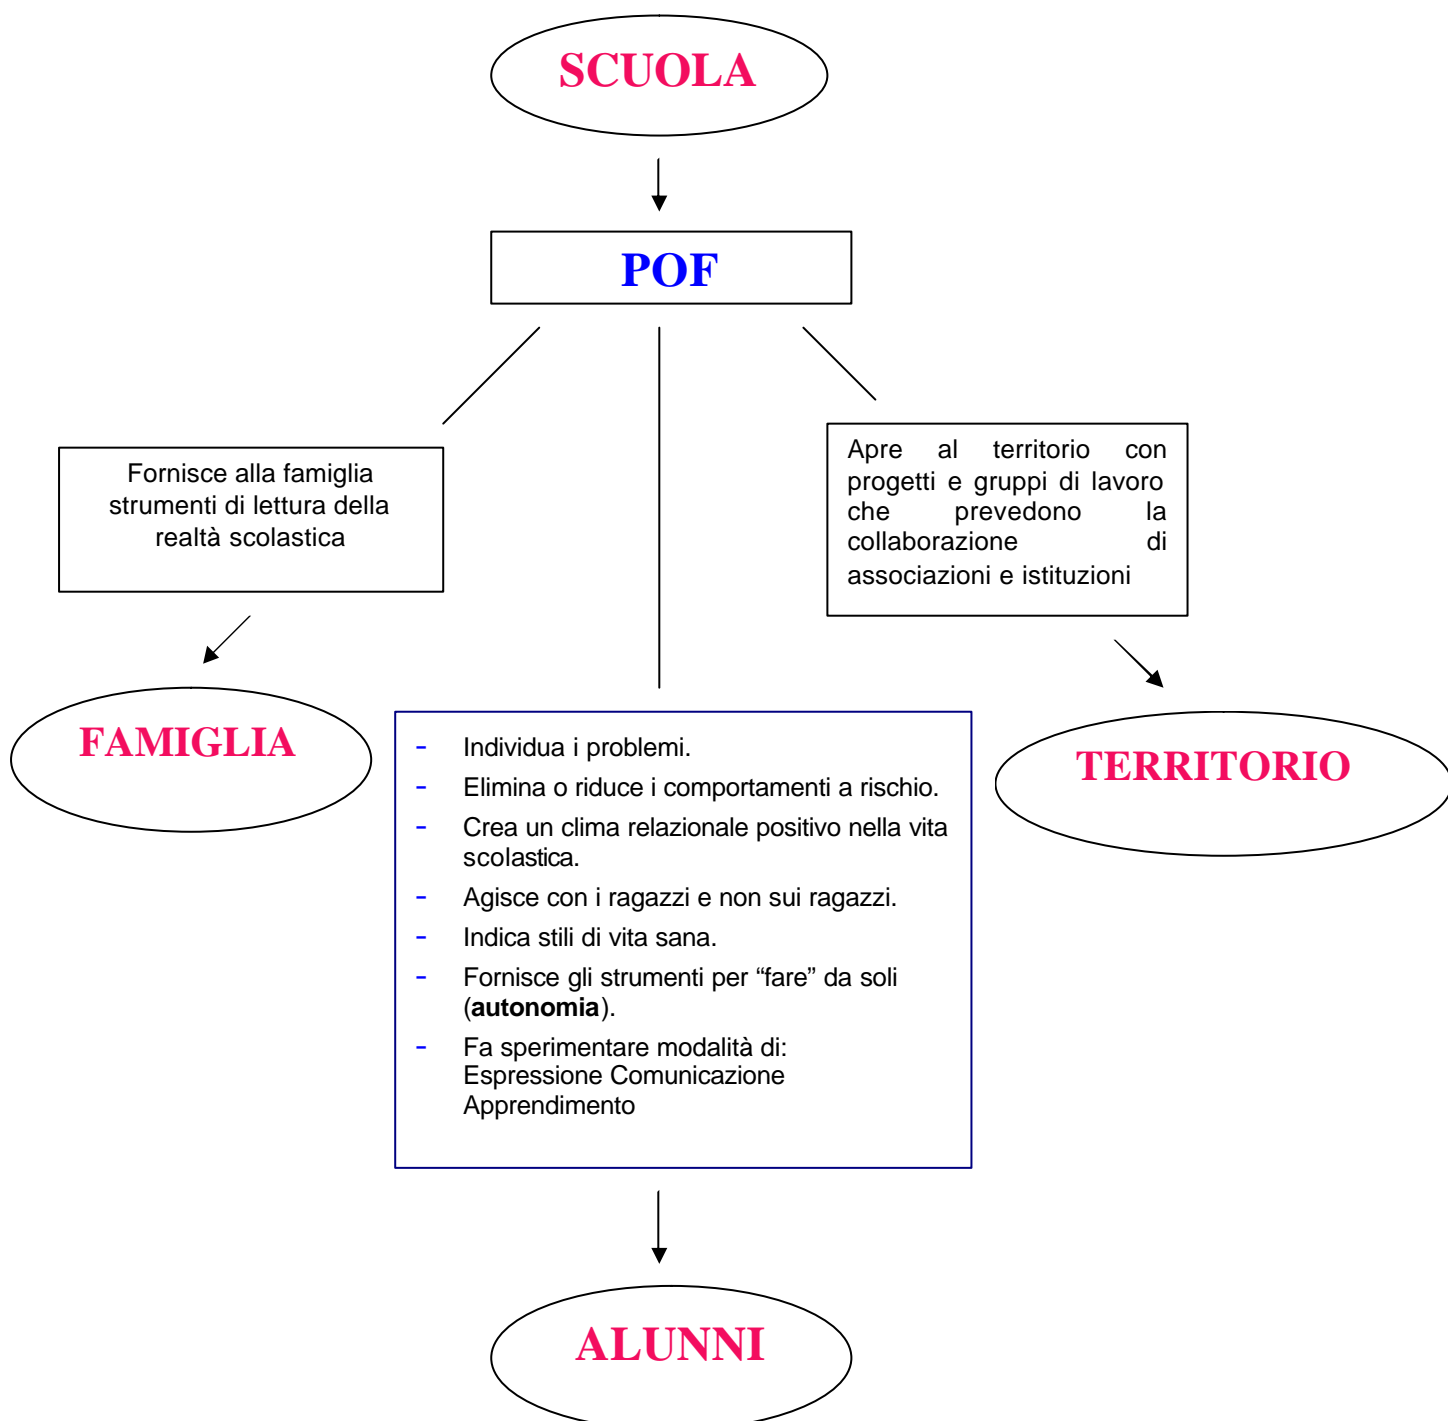 SCUOLA
POF
Fornisce alla famiglia
strumenti di lettura della
realtà scolastica
Apre al territorio con
progetti e gruppi di lavoro
che prevedono la
collaborazione di
associazioni e istituzioni
FAMIGLIA
- Individua i problemi.
- Elimina o riduce i comportamenti a rischio.
- Crea un clima relazionale positivo nella vita
scolastica.
- Agisce con i ragazzi e non sui ragazzi.
- Indica stili di vita sana.
- Fornisce gli strumenti per “fare” da soli
(autonomia).
- Fa sperimentare modalità di:
Espressione Comunicazione
Apprendimento
TERRITORIO
ALUNNI